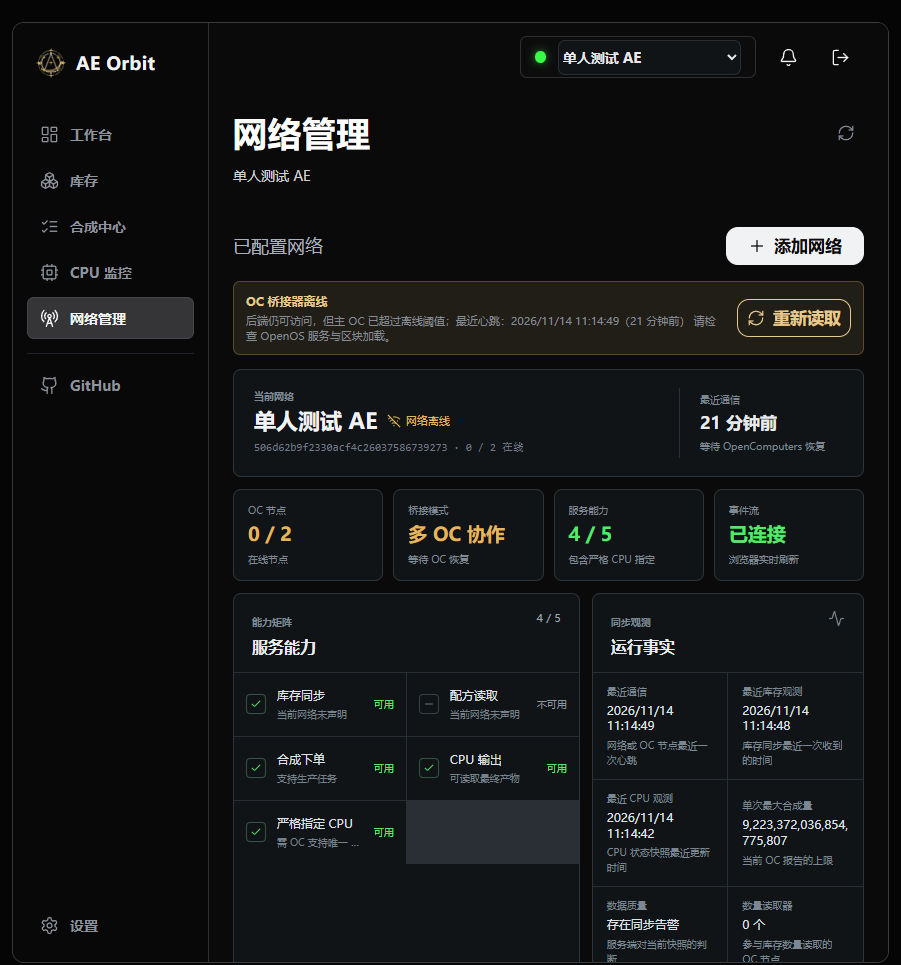 AE Orbit
单人测试 AE
工作台
库存
合成中心
CPU 监控
网络管理
GitHub
设置
网络管理
单人测试 AE
已配置网络
添加网络
OC 桥接器离线
后端仍可访问，但主 OC 已超过离线阈值；最近心跳：2026/11/14 11:14:49（21 分钟前） 请检
查 OpenOS 服务与区块加载。
重新读取
当前网络
单人测试 AE 网络离线
506d62b9f2330acf4c26037586739273 · 0 / 2 在线
最近通信
21 分钟前
等待 OpenComputers 恢复
OC 节点
0 / 2
在线节点
桥接模式
多 OC 协作
等待 OC 恢复
服务能力
4 / 5
包含严格 CPU 指定
事件流
已连接
浏览器实时刷新
能力矩阵
服务能力
4 / 5
库存同步
当前网络未声明
可用
配方读取
当前网络未声明
不可用
合成下单
支持生产任务
可用
CPU 输出
可读取最终产物
可用
严格指定 CPU
需 OC 支持唯一 ...
可用
同步观测
运行事实
最近通信
2026/11/14
11:14:49
网络或 OC 节点最近一
次心跳
最近库存观测
2026/11/14
11:14:48
库存同步最近一次收到
的时间
最近 CPU 观测
2026/11/14
11:14:42
CPU 状态快照最近更新
时间
单次最大合成量
9,223,372,036,854,
775,807
当前 OC 报告的上限
数据质量
存在同步告警
服务端对当前快照的判
断
数量读取器
0 个
参与库存数量读取的
OC 节点